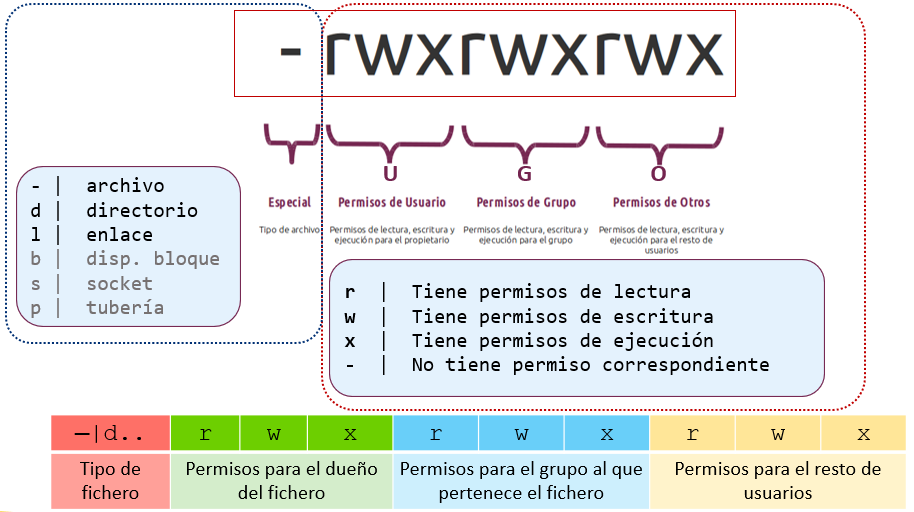 - rwxrwxrwx
U G O
Especial Permisos de Usuario Permisos de Grupo Permisos de Otros
Tipo de archivo
Permisos de lectura, escritura y
ejecución para el propietario
Permisos de lectura, escritura y
ejecución para el grupo
Permisos de lectura, escritura y
ejecución para el resto de
usuarios
- | archivo
d | directorio
l | enlace
b | disp. bloque
s | socket
p | tubería
r | Tiene permisos de lectura
w | Tiene permisos de escritura
x | Tiene permisos de ejecución
- | No tiene permiso correspondiente
—|d.. r w x r w x r w x
Tipo de
fichero
Permisos para el dueño
del fichero
Permisos para el grupo al que
pertenece el fichero
Permisos para el resto de
usuarios